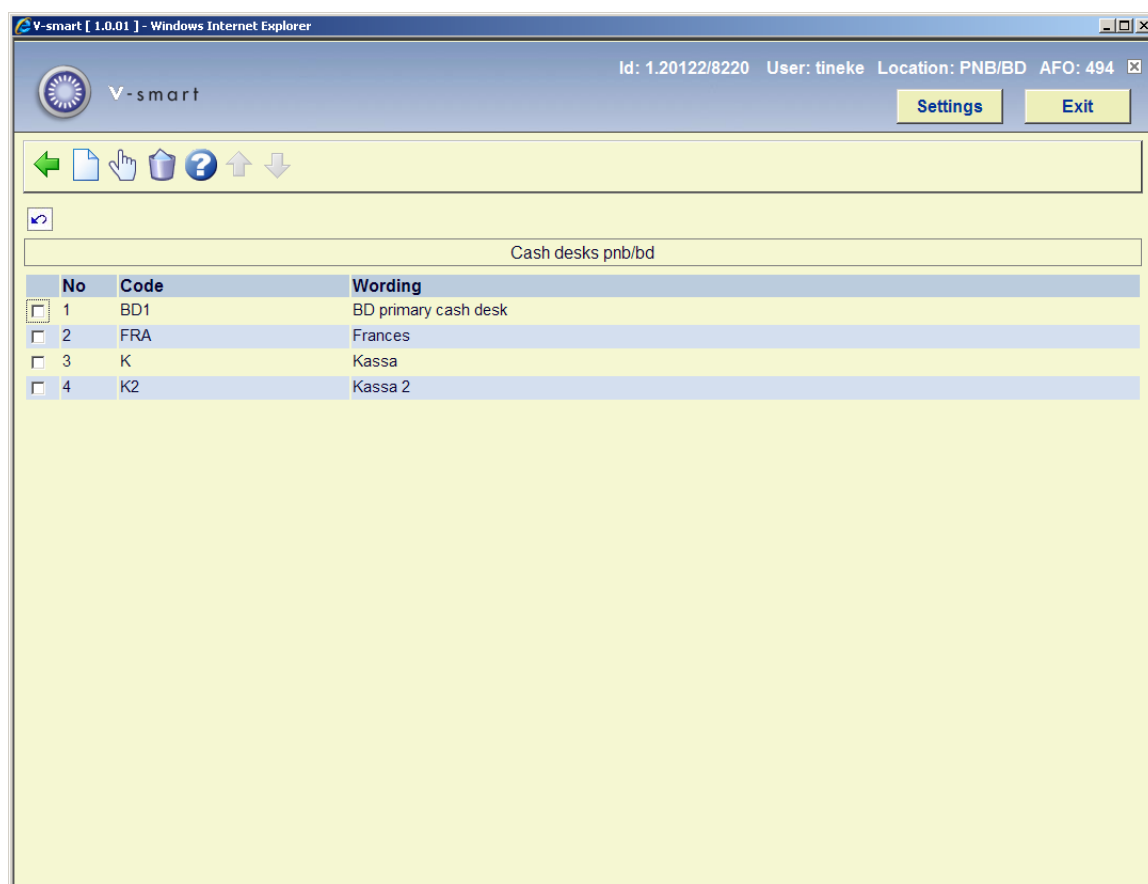 V-smart [ 1.0.01 ] - Windows Internet Explorer
Id: 1.20122/8220 User: tineke Location: PNB/BD AFO: 494
V-smart
Settings Exit
Cash desks pnb/bd
No Code Wording
1 BD1 BD primary cash desk
2 FRA Frances
3 K Kassa
4 K2 Kassa 2